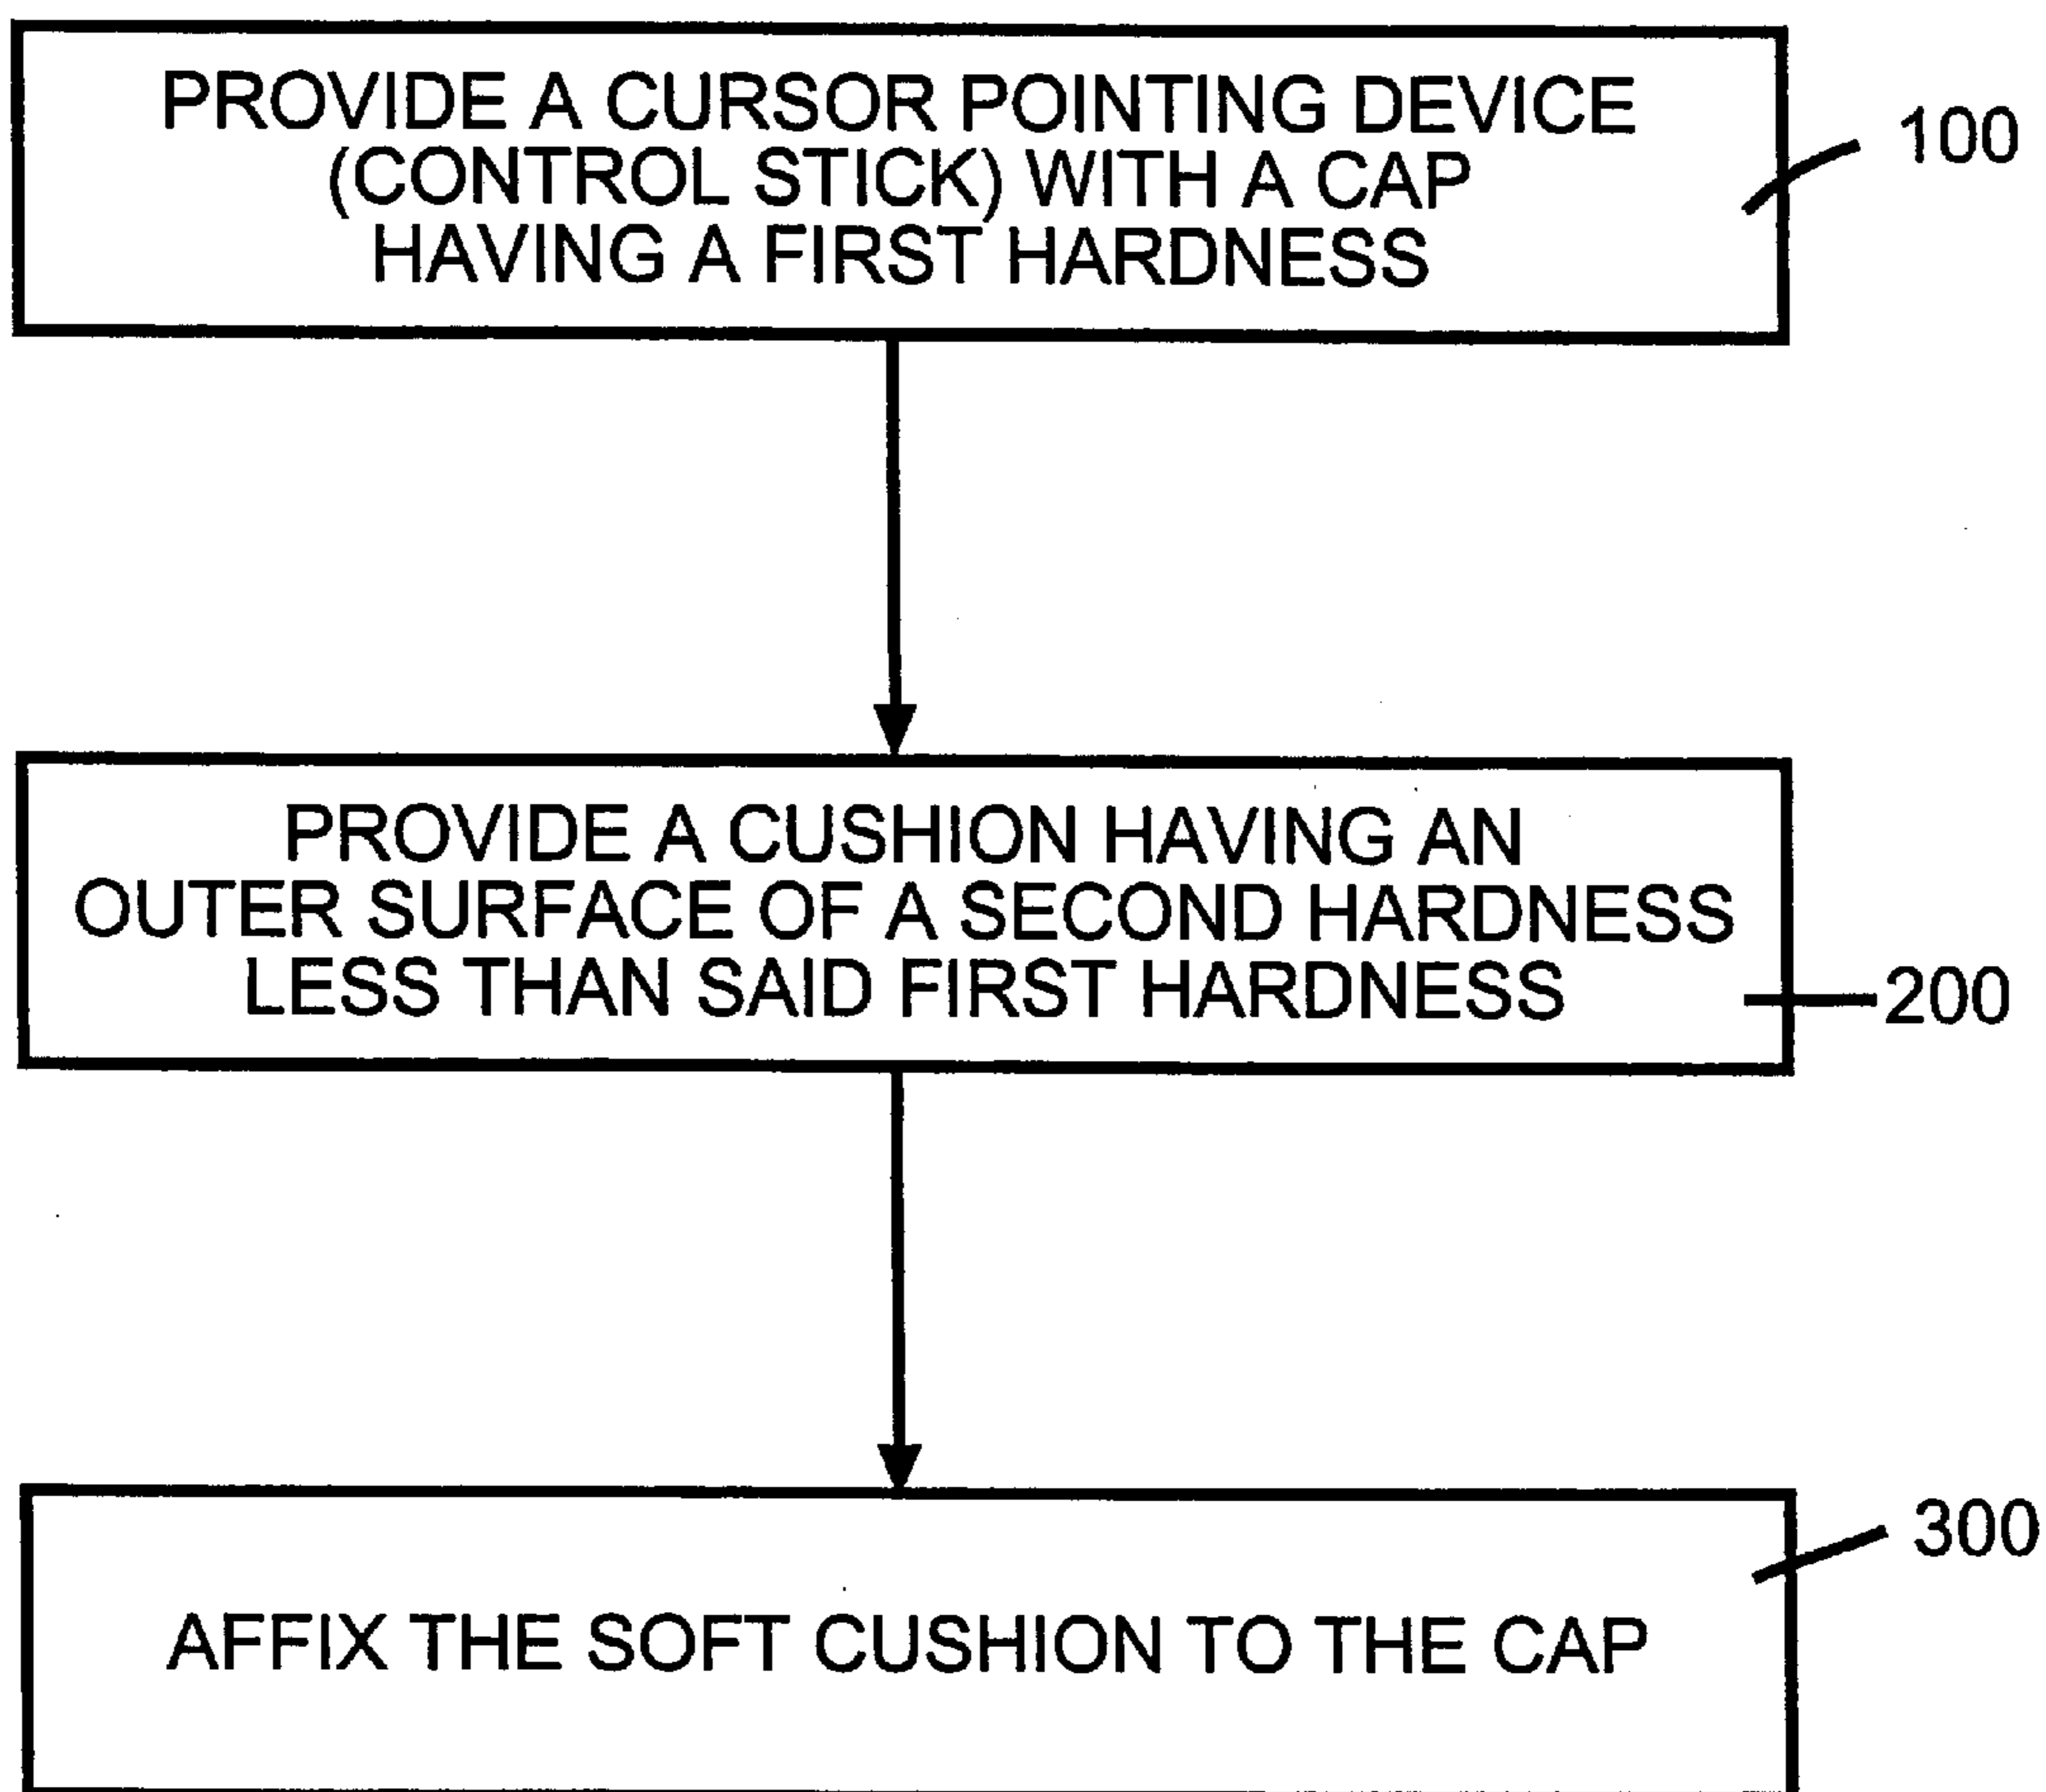 PROVIDE A CURSOR POINTING DEVICE
(CONTROL STICK) WITH A CAP
HAVING A FIRST HARDNESS
100
PROVIDE A CUSHION HAVING AN
OUTER SURFACE OF A SECOND HARDNESS
LESS THAN SAID FIRST HARDNESS
200
300
AFFIX THE SOFT CUSHION TO THE CAP